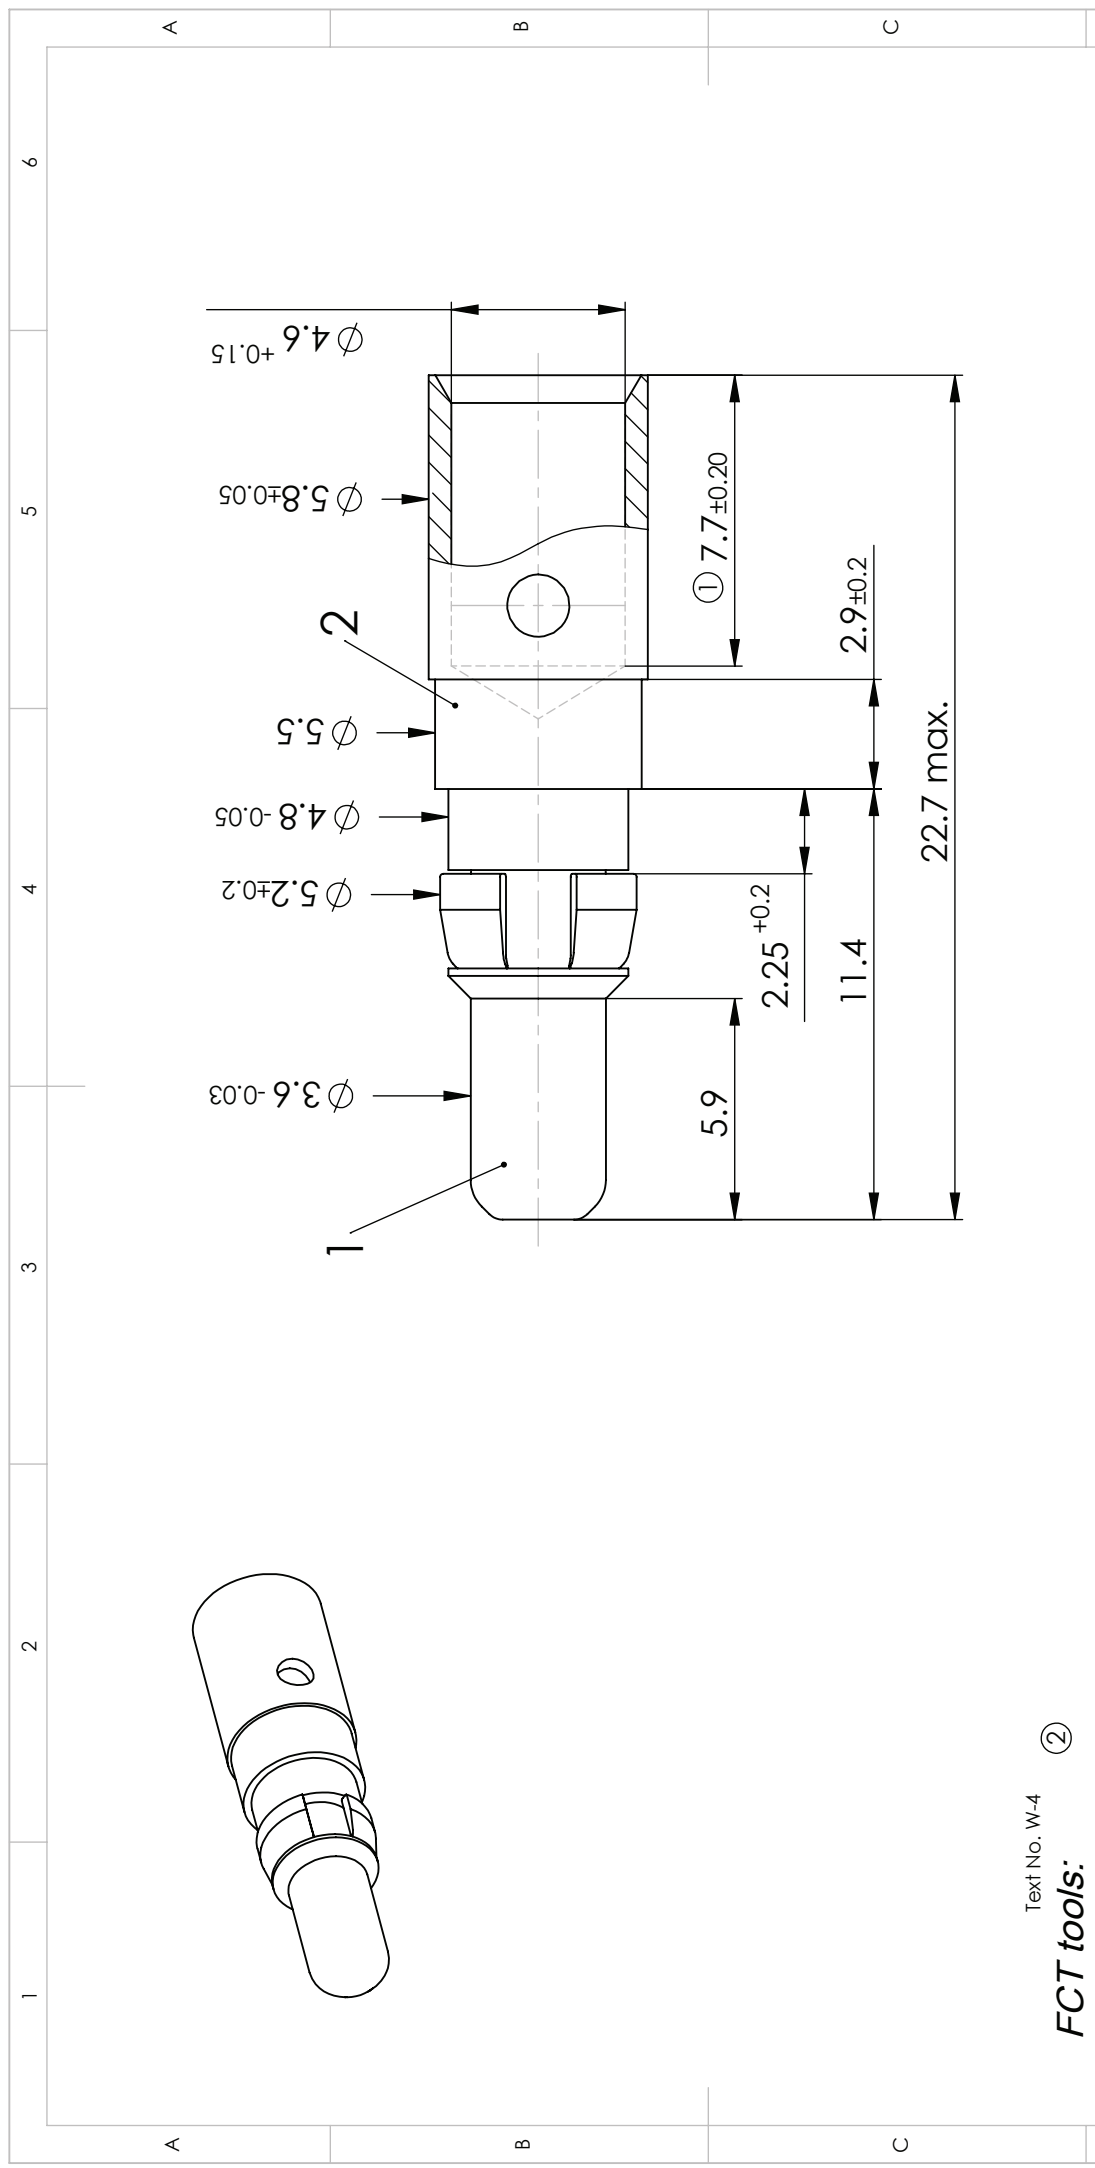 1
2
3
4
5
6
A
B
C
A
B
C
Ø 3.6 -0.03
Ø 5.2±0.2
Ø 4.8 -0.05
Ø 5.5
Ø 5.8±0.05
Ø 4.6 +0.15
1
2
5.9
① 7.7±0.20
2.25 +0.2
11.4
2.9±0.2
22.7 max.
Text No. W-4
②
FCT tools: